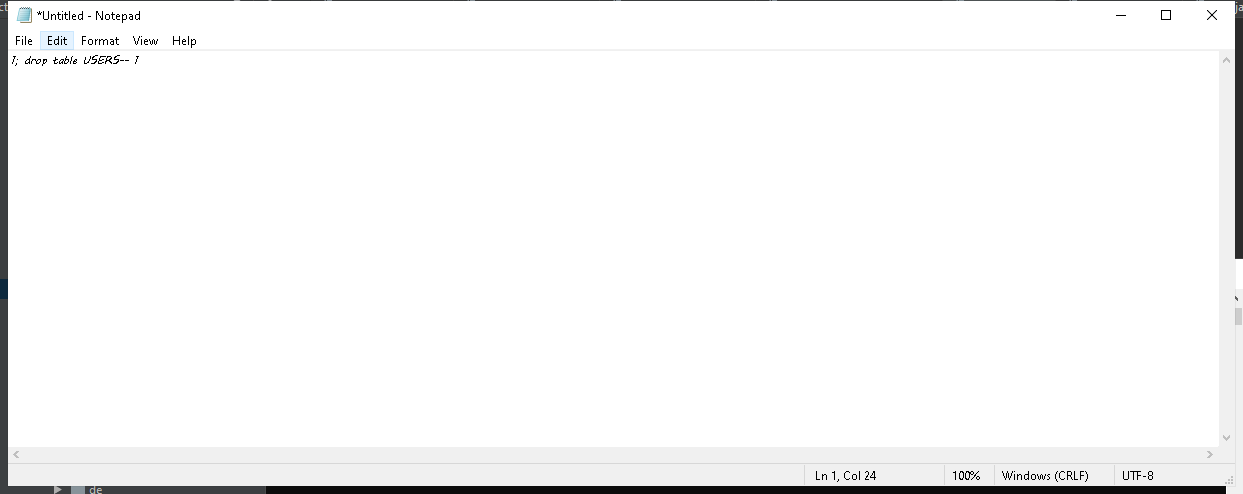 *Untitled - Notepad
File Edit Format View Help
1; drop table USERS-- 1
Ln 1, Col 24 100% Windows (CRLF) UTF-8
de